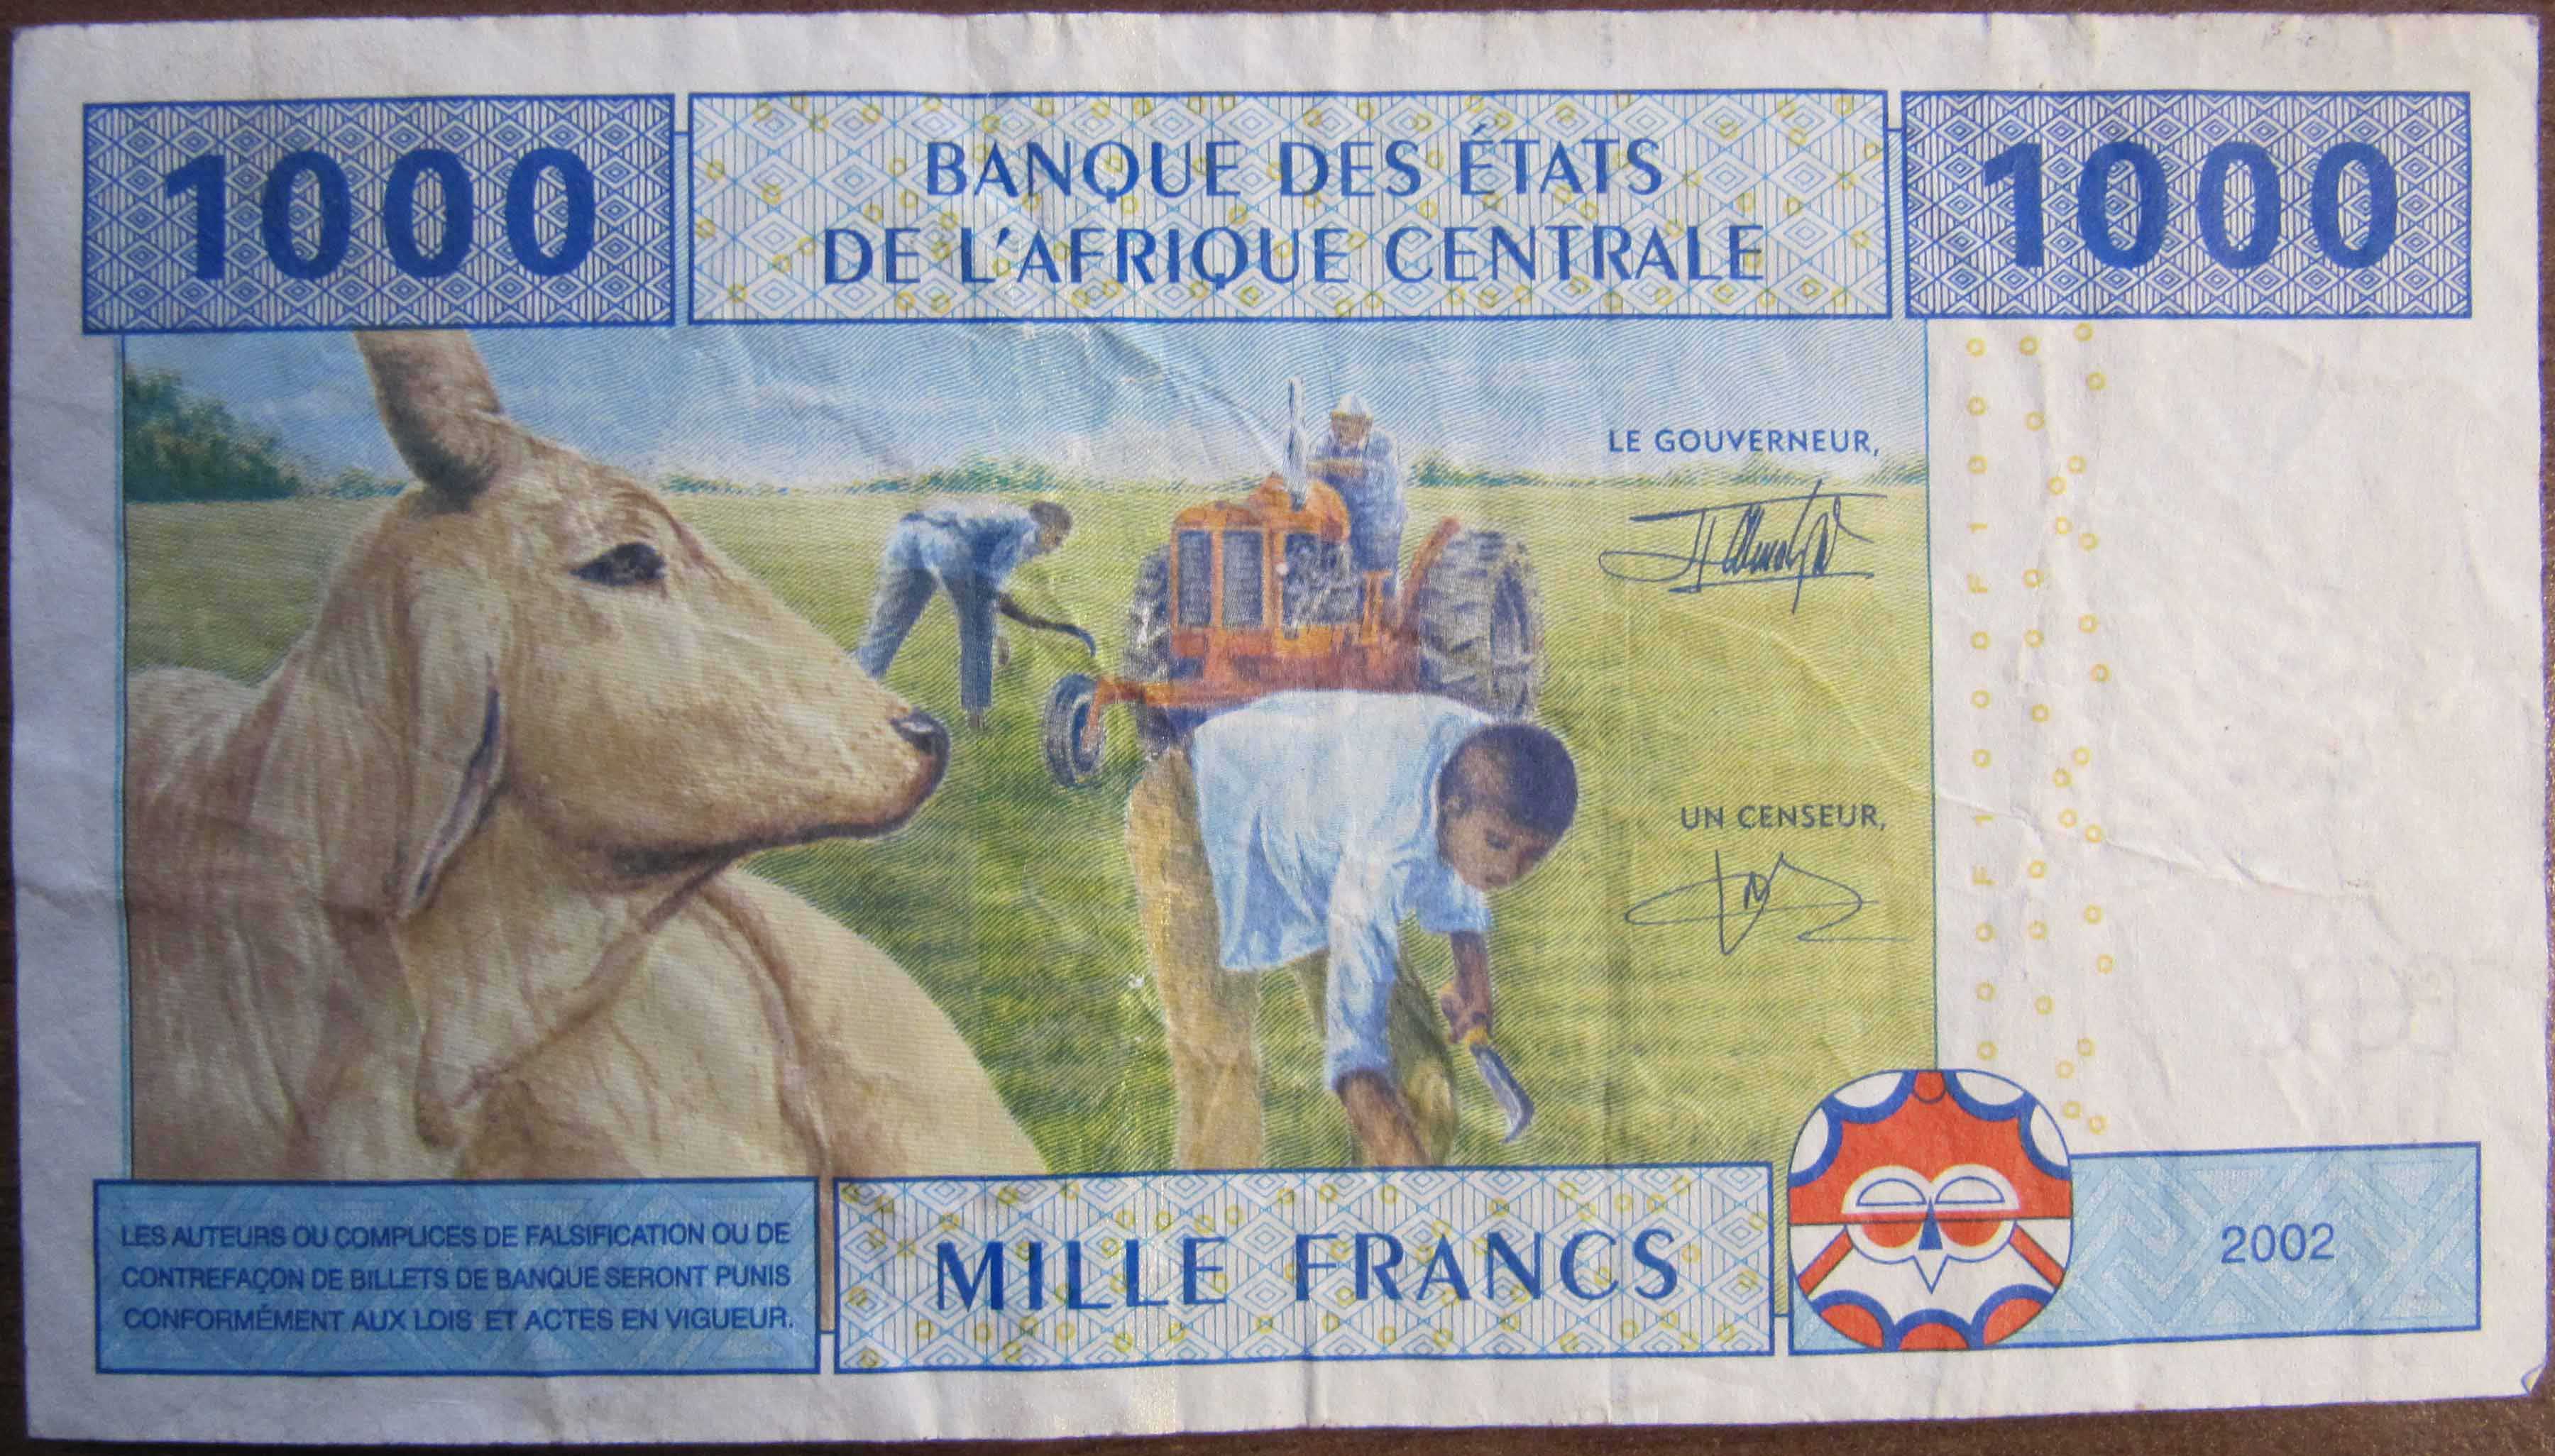 1000
BANQUE DES ÉTATS
DE L'AFRIQUE CENTRALE
1000
LE GOUVERNEUR,
UN CENSEUR,
LES AUTEURS OU COMPLICES DE FALSIFICATION OU DE
CONTREFAÇON DE BILLETS DE BANQUE SERONT PUNIS
CONFORMÉMENT AUX LOIS ET ACTES EN VIGUEUR.
MILLE FRANCS
2002